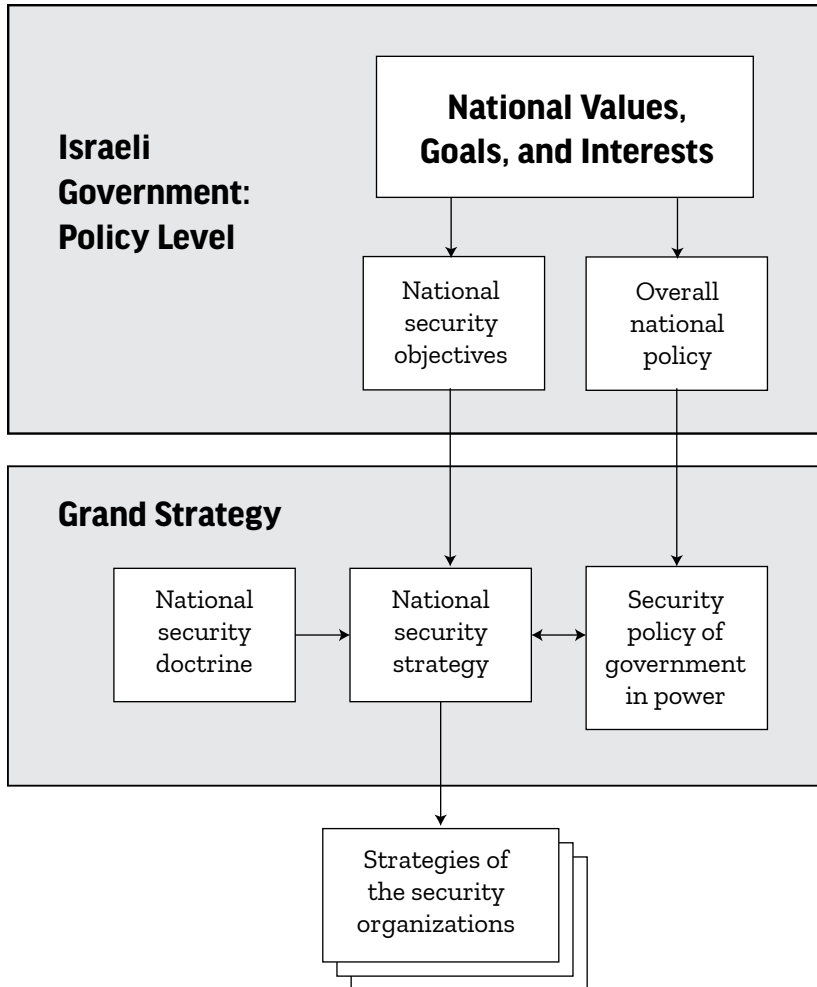 Israeli
Government:
Policy Level
National Values,
Goals, and Interests
National
security
objectives
Overall
national
policy
Grand Strategy
National
security
doctrine
National
security
strategy
Security
policy of
government
in power
Strategies of
the security
organizations